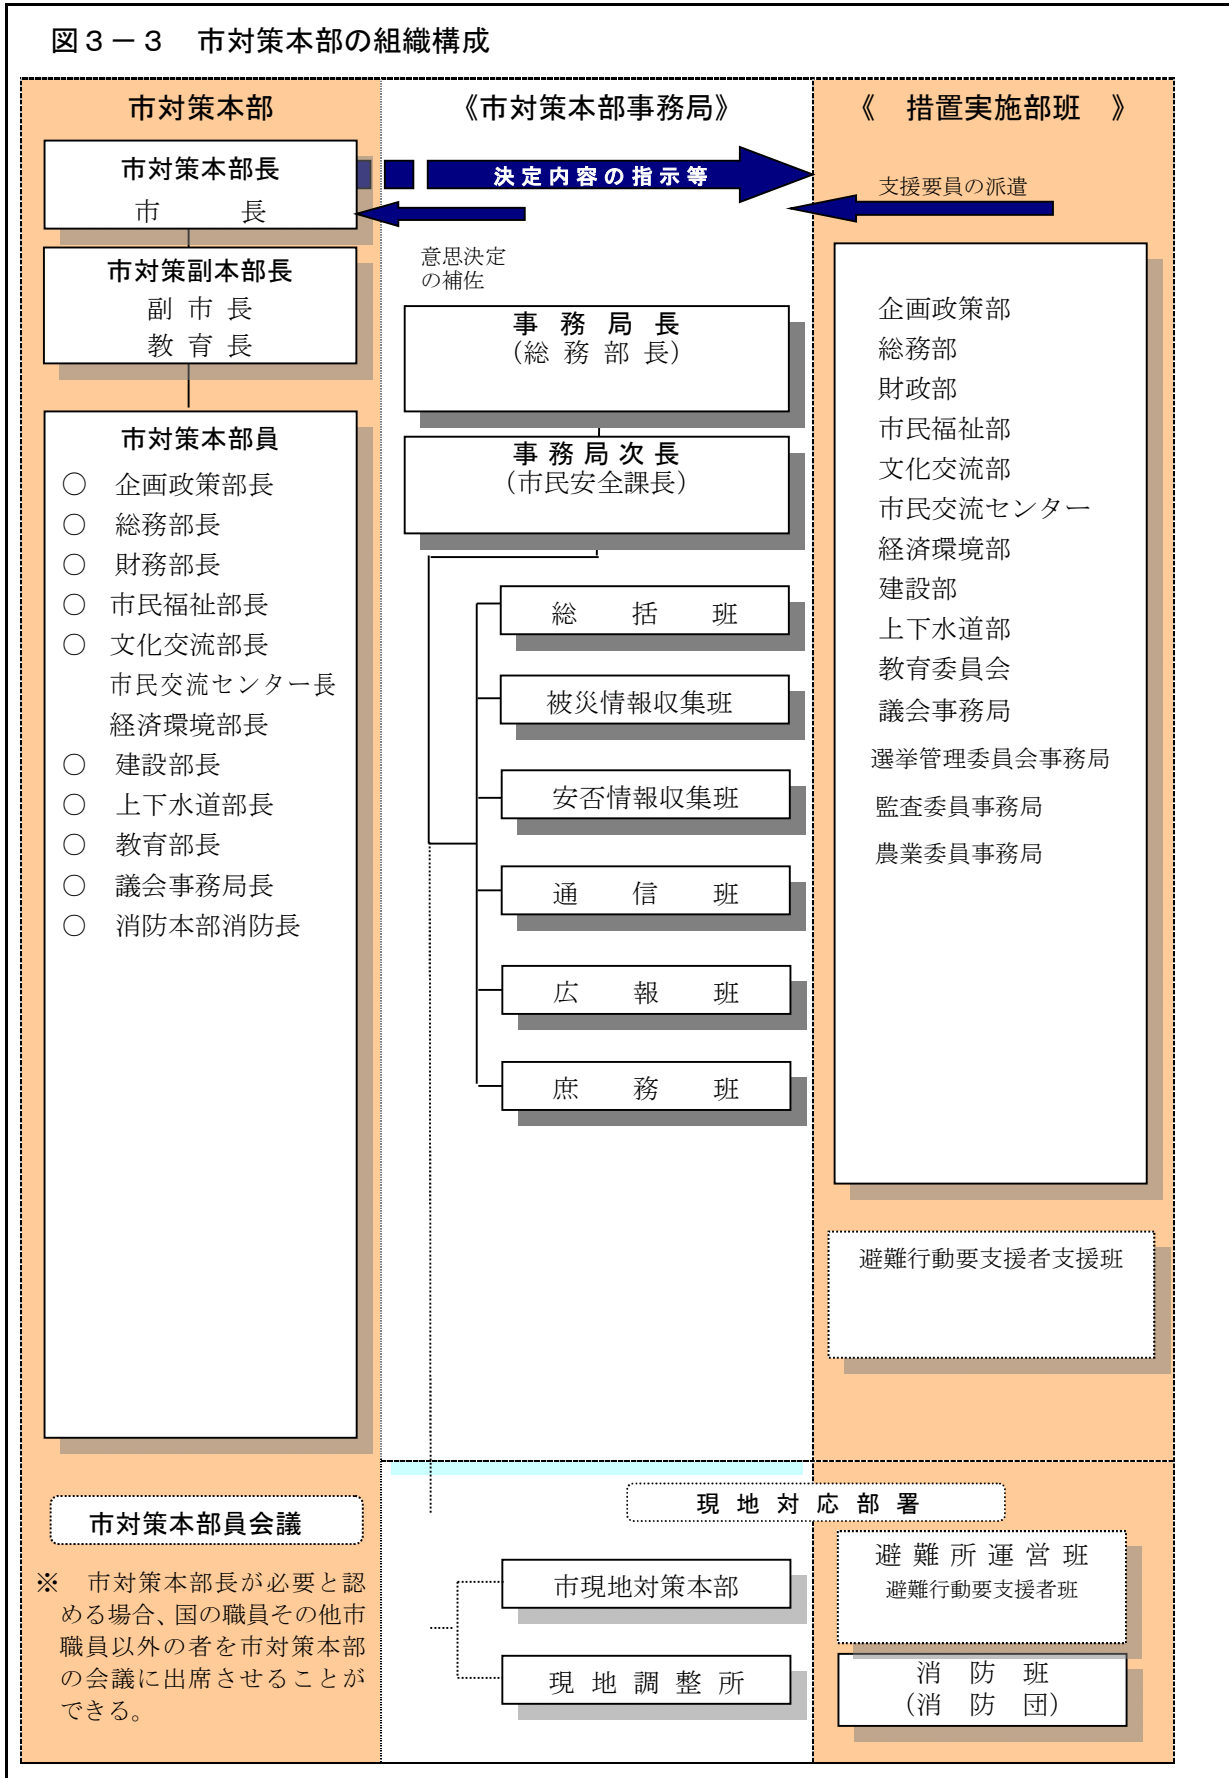 図3－3　市対策本部の組織構成
市対策本部
市対策本部長
市　　　長
市対策副本部長
副 市 長
教 育 長
市対策本部員
○　企画政策部長
○　総務部長
○　財務部長
○　市民福祉部長
○　文化交流部長
市民交流センター長
経済環境部長
○　建設部長
○　上下水道部長
○　教育部長
○　議会事務局長
○　消防本部消防長
市対策本部員会議
※　市対策本部長が必要と認
める場合、国の職員その他市
職員以外の者を市対策本部
の会議に出席させることが
できる。
《市対策本部事務局》
決定内容の指示等
意思決定
の補佐
事　務　局　長
（総 務 部 長）
事 務 局 次 長
（市民安全課長）
総　　括　　班
被災情報収集班
安否情報収集班
通　　信　　班
広　　報　　班
庶　　務　　班
現 地 対 応 部 署
市現地対策本部
現 地 調 整 所
《　措置実施部班　》
支援要員の派遣
企画政策部
総務部
財政部
市民福祉部
文化交流部
市民交流センター
経済環境部
建設部
上下水道部
教育委員会
議会事務局
選挙管理委員会事務局
監査委員事務局
農業委員事務局
避難行動要支援者支援班
避 難 所 運 営 班
避難行動要支援者班
消　防　班
（消　防　団）